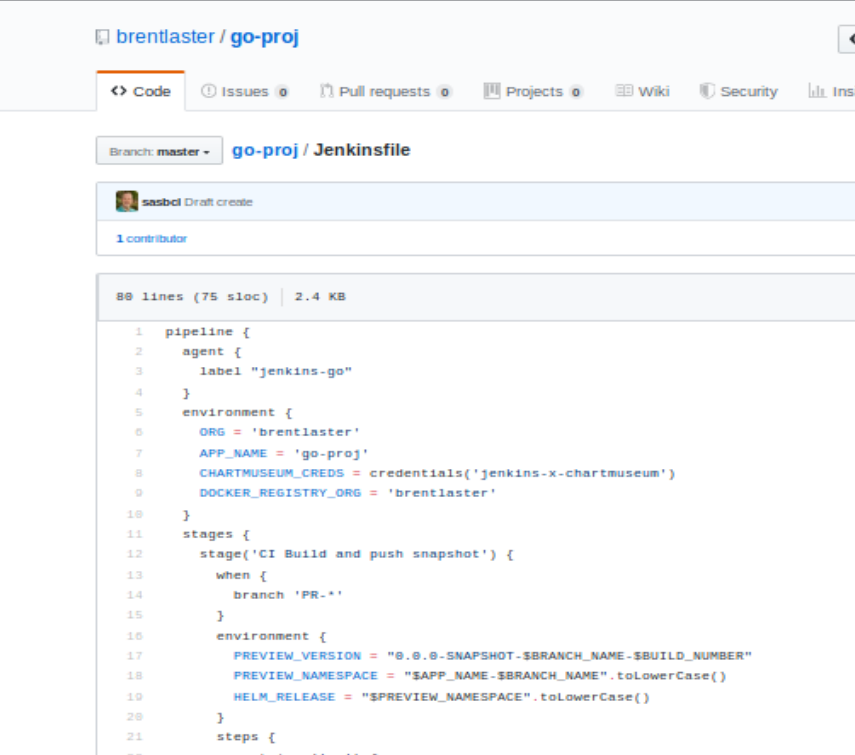 brentlaster / go-proj
Code Issues 0 Pull requests 0 Projects 0 Wiki Security
Branch: master go-proj / Jenkinsfile
sasbcl Draft create
1 contributor
80 lines (75 sloc) 2.4 KB
1 pipeline {
2 agent {
3 label "jenkins-go"
4 }
5 environment {
6 ORG = 'brentlaster'
7 APP_NAME = 'go-proj'
8 CHARTMUSEUM_CREDS = credentials('jenkins-x-chartmuseum')
9 DOCKER_REGISTRY_ORG = 'brentlaster'
10 }
11 stages {
12 stage('CI Build and push snapshot') {
13 when {
14 branch 'PR-*'
15 }
16 environment {
17 PREVIEW_VERSION = "0.0.0-SNAPSHOT-$BRANCH_NAME-$BUILD_NUMBER"
18 PREVIEW_NAMESPACE = "$APP_NAME-$BRANCH_NAME".toLowerCase()
19 HELM_RELEASE = "$PREVIEW_NAMESPACE".toLowerCase()
20 }
21 steps {